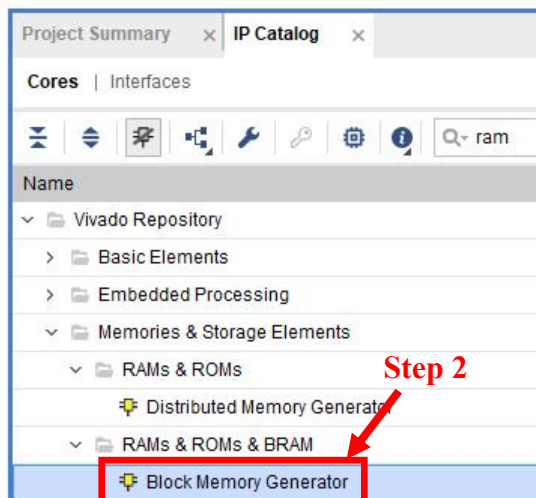 Project Summary × IP Catalog ×
Cores | Interfaces
ram
Name
Vivado Repository
Basic Elements
Embedded Processing
Memories & Storage Elements
RAMs & ROMs
Step 2
Distributed Memory Generator
RAMs & ROMs & BRAM
Block Memory Generator